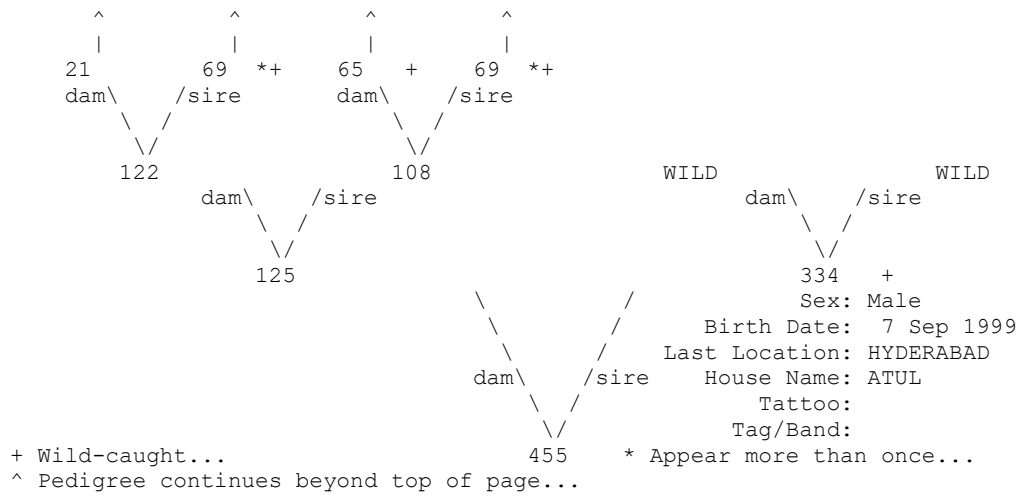 ^ ^ ^ ^
| | | |
21 69 *+ 65 + 69 *+
dam\ /sire dam\ /sire
\ / \ /
\/ \/
122 108 WILD WILD
dam\ /sire dam\ /sire
\ / \ /
\/ \/
125 334 +
\ / Sex: Male
\ / Birth Date: 7 Sep 1999
\ / Last Location: HYDERABAD
dam\ /sire House Name: ATUL
\ / Tattoo:
\/ Tag/Band:
+ Wild-caught... 455 * Appear more than once...
^ Pedigree continues beyond top of page...